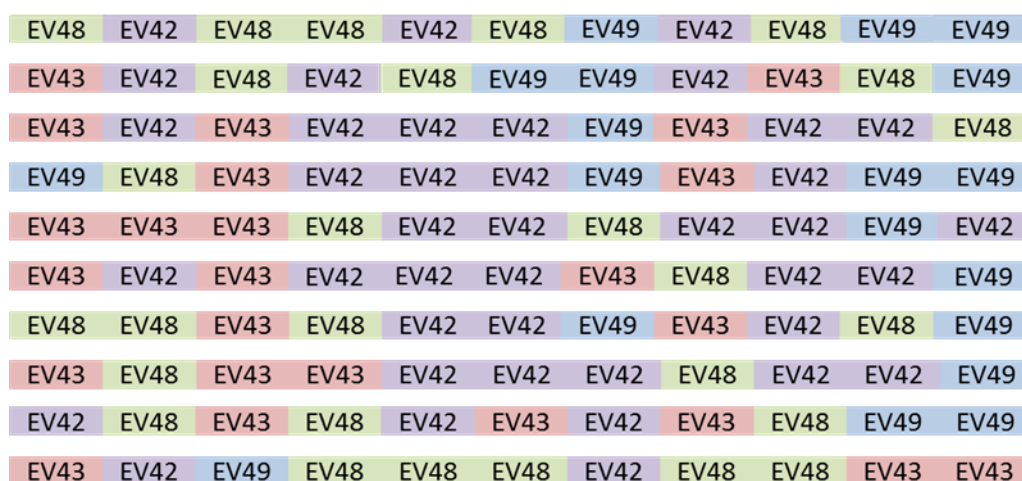 EV48 EV42 EV48 EV48 EV42 EV48 EV49 EV42 EV48 EV49 EV49
EV43 EV42 EV48 EV42 EV48 EV49 EV49 EV42 EV43 EV48 EV49
EV43 EV42 EV43 EV42 EV42 EV42 EV49 EV43 EV42 EV42 EV48
EV49 EV48 EV43 EV42 EV42 EV42 EV49 EV43 EV42 EV49 EV49
EV43 EV43 EV43 EV48 EV42 EV42 EV48 EV42 EV42 EV49 EV42
EV43 EV42 EV43 EV42 EV42 EV42 EV43 EV48 EV42 EV42 EV49
EV48 EV48 EV43 EV48 EV42 EV42 EV49 EV43 EV42 EV48 EV49
EV43 EV48 EV43 EV43 EV42 EV42 EV42 EV48 EV42 EV42 EV49
EV42 EV48 EV43 EV48 EV42 EV43 EV42 EV43 EV48 EV49 EV49
EV43 EV42 EV49 EV48 EV48 EV48 EV42 EV48 EV48 EV43 EV43